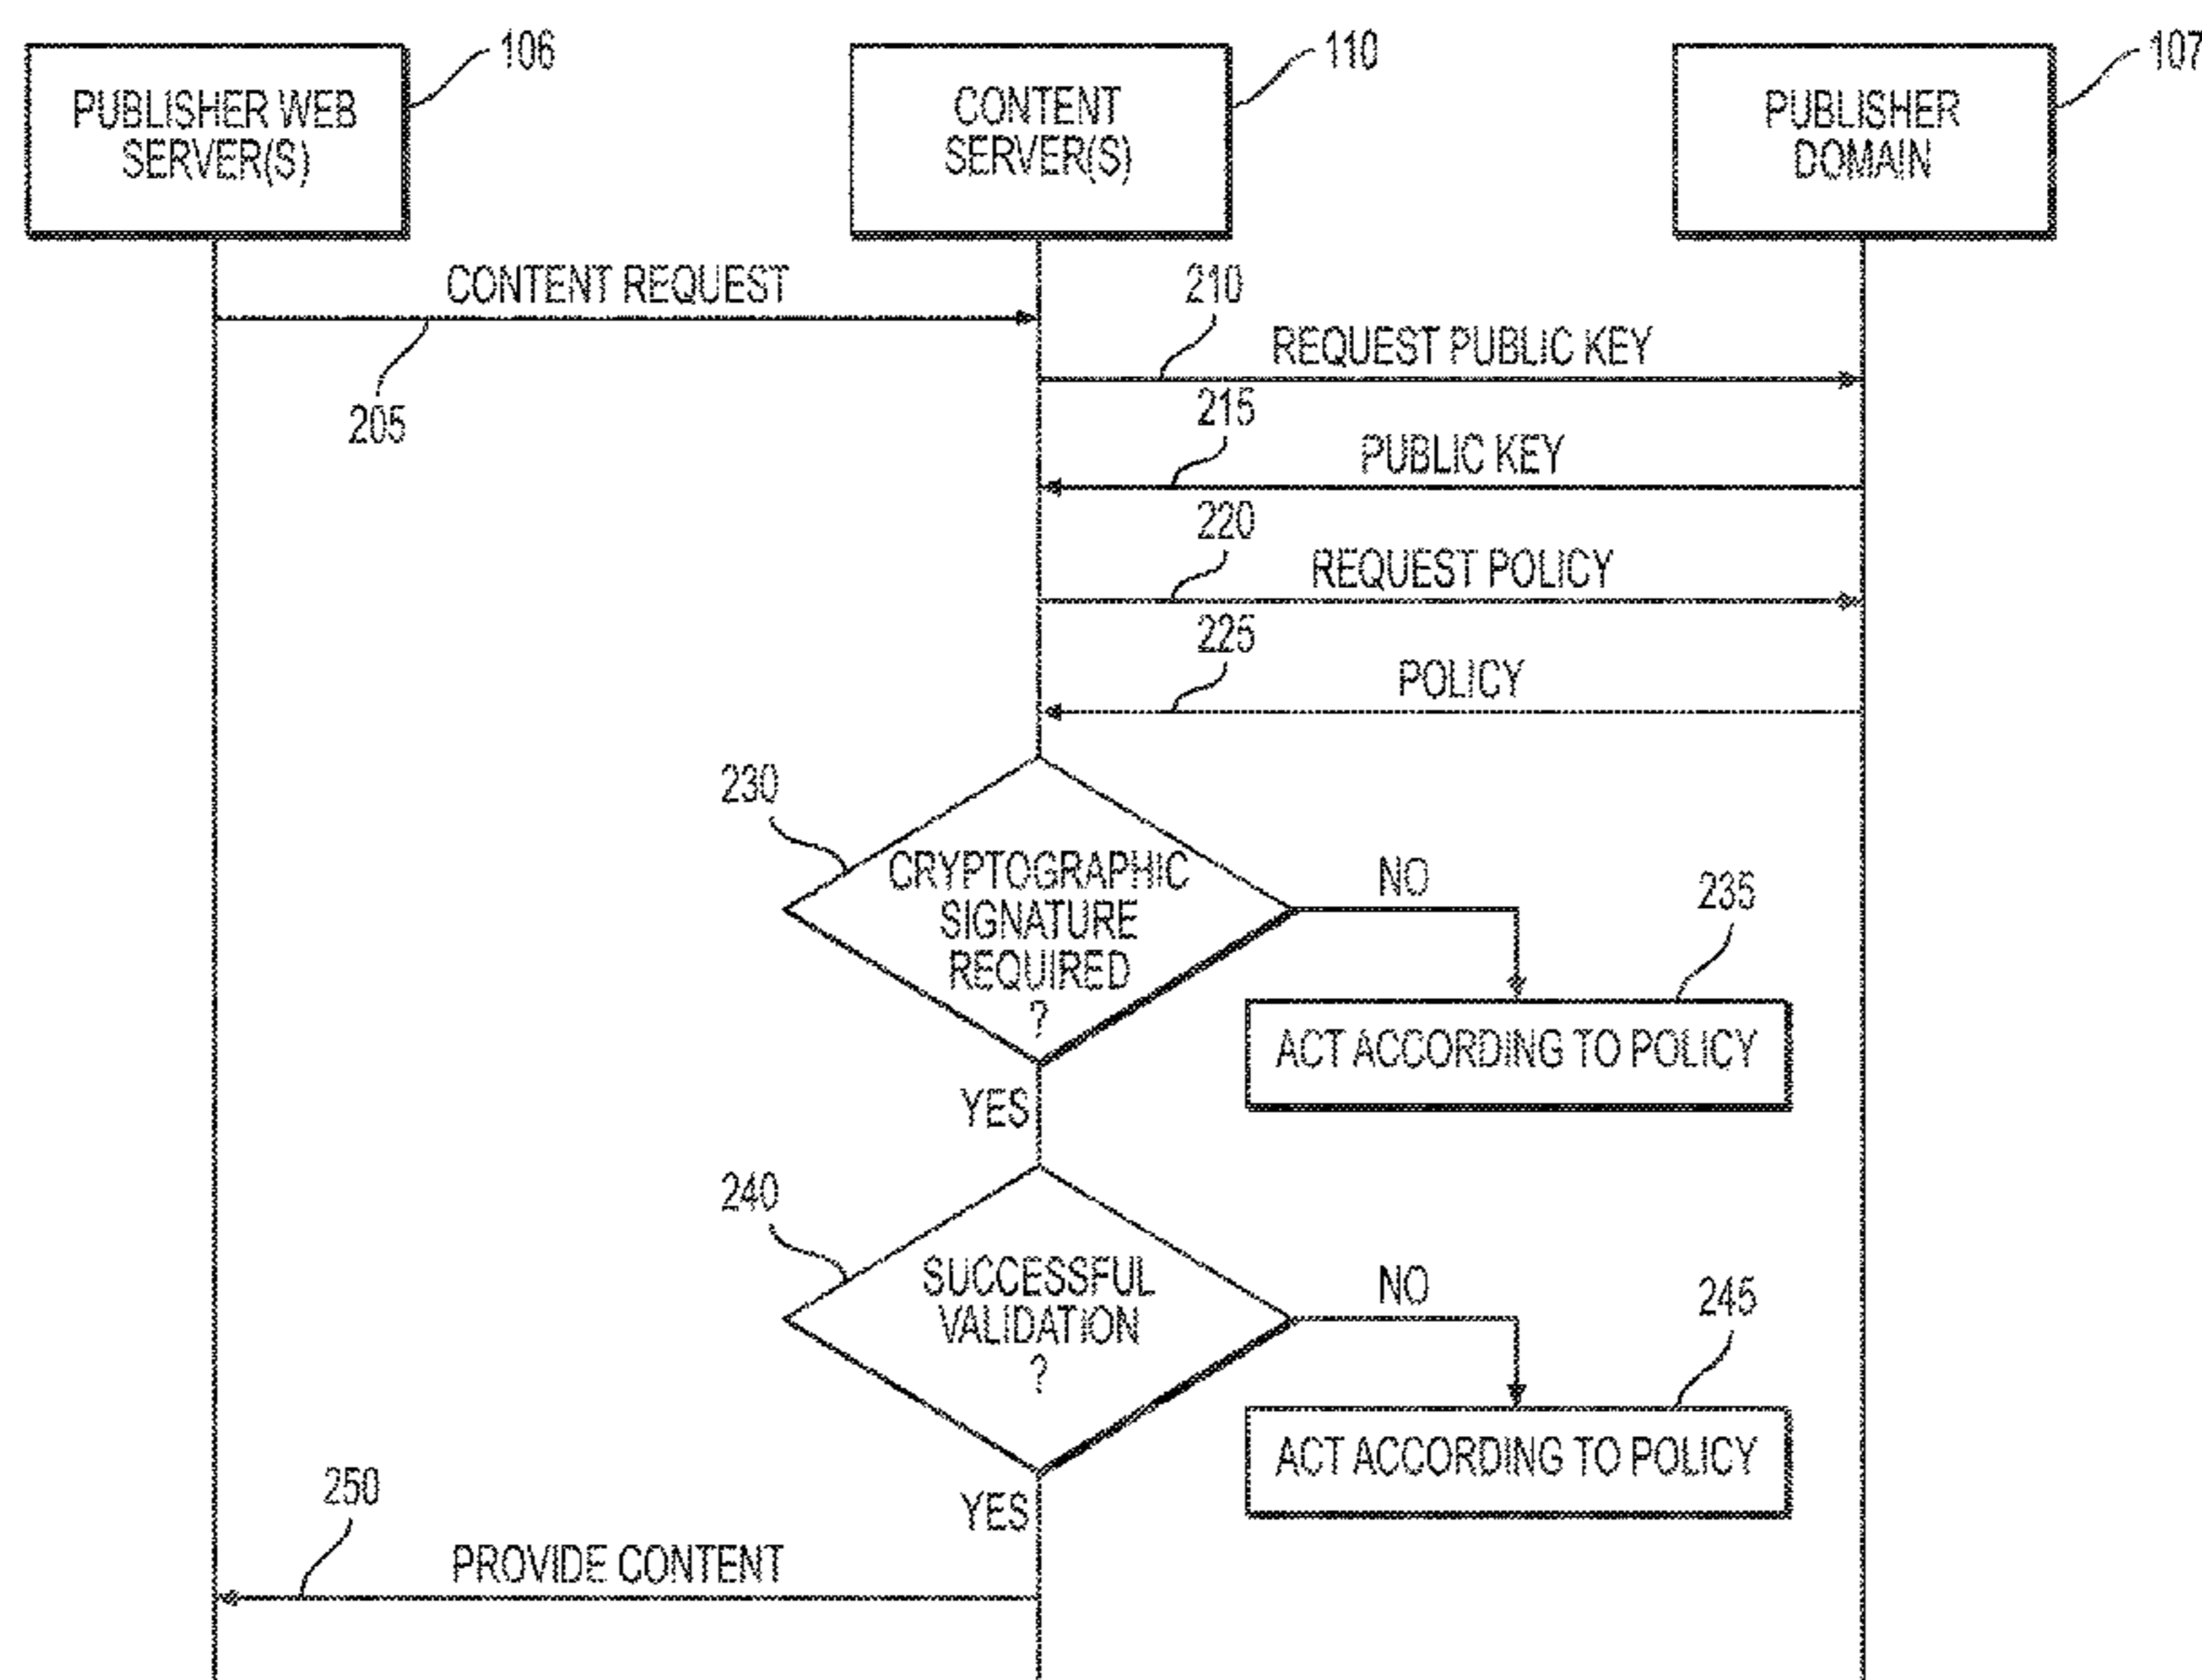 PUBLISHER WEB
SERVER(S)
106
CONTENT
SERVER(S)
110
PUBLISHER
DOMAIN
107
CONTENT REQUEST
205
210
REQUEST PUBLIC KEY
215
PUBLIC KEY
220
REQUEST POLICY
225
POLICY
230
CRYPTOGRAPHIC
SIGNATURE
REQUIRED
?
NO
235
ACT ACCORDING TO POLICY
YES
240
SUCCESSFUL
VALIDATION
?
NO
245
ACT ACCORDING TO POLICY
YES
250
PROVIDE CONTENT